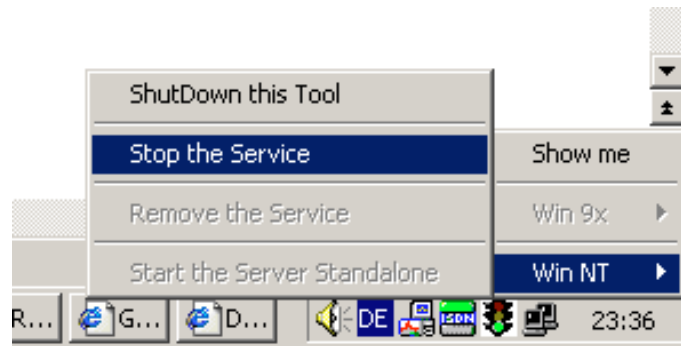 ShutDown this Tool
Stop the Service
Show me
Remove the Service
Win 9x
Start the Server Standalone
Win NT
R... G... D... DE ISDN 23:36